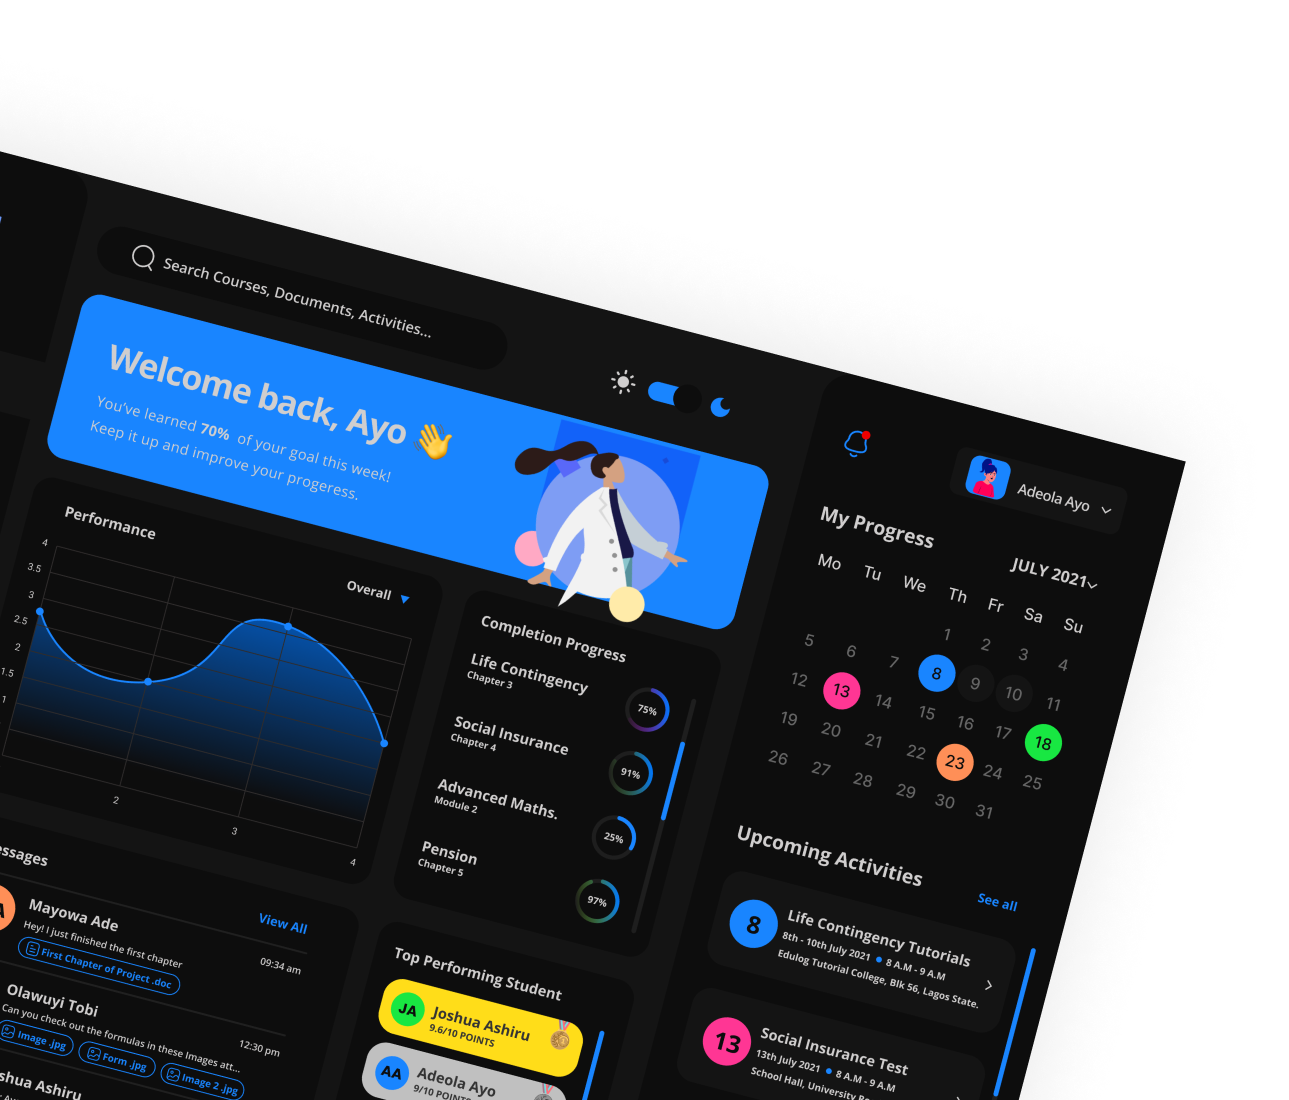 Search Courses, Documents, Activities...
Welcome back, Ayo 👋
You've learned 70% of your goal this week!
Keep it up and improve your progeress.
Performance
Overall
4
3.5
3
2.5
2
1.5
1
2
3
4
Completion Progress
Life Contingency
Chapter 3
75%
Social Insurance
Chapter 4
91%
Advanced Maths.
Module 2
25%
Pension
Chapter 5
97%
View All
Mayowa Ade
Hey! I just finished the first chapter
09:34 am
First Chapter of Project .doc
Olawuyi Tobi
Can you check out the formulas in these Images att...
12:30 pm
Image .jpg
Form .jpg
Image 2 .jpg
Ashiru
Top Performing Student
JA
Joshua Ashiru
9.6/10 POINTS
AA
Adeola Ayo
9/10 POINTS
Adeola Ayo
My Progress
JULY 2021
Mo Tu We Th Fr Sa Su
1 2 3 4
5 6 7 8 9 10 11
12 13 14 15 16 17 18
19 20 21 22 23 24 25
26 27 28 29 30 31
Upcoming Activities
See all
8
Life Contingency Tutorials
8th - 10th July 2021 • 8 A.M - 9 A.M
Edulog Tutorial College, Blk 56, Lagos State.
13
Social Insurance Test
13th July 2021 • 8 A.M - 9 A.M
School Hall, University